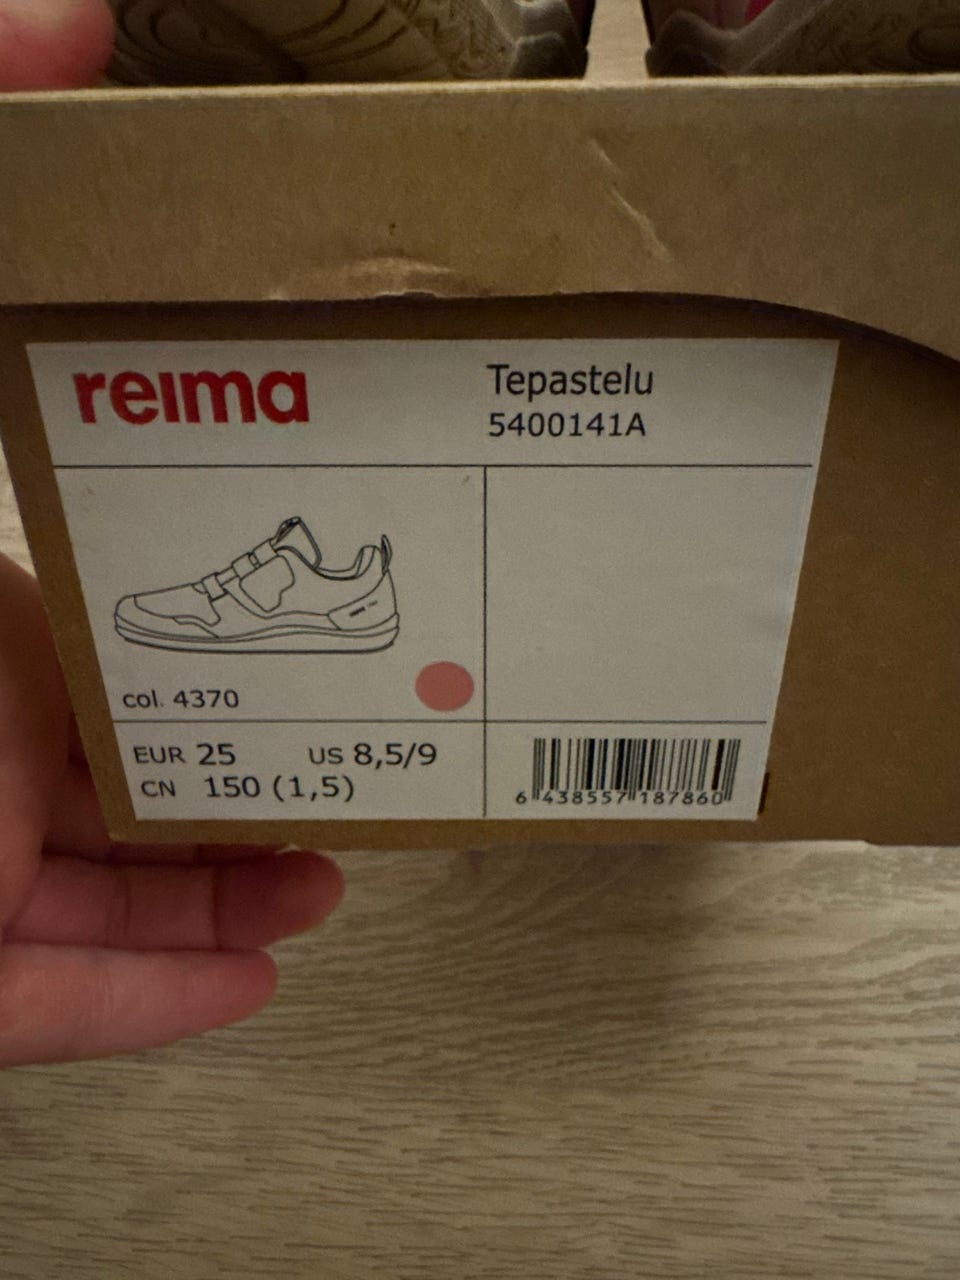 reima
Tepastelu
5400141A
col. 4370
EUR 25 US 8,5/9
CN 150 (1,5)
6 438557 187860